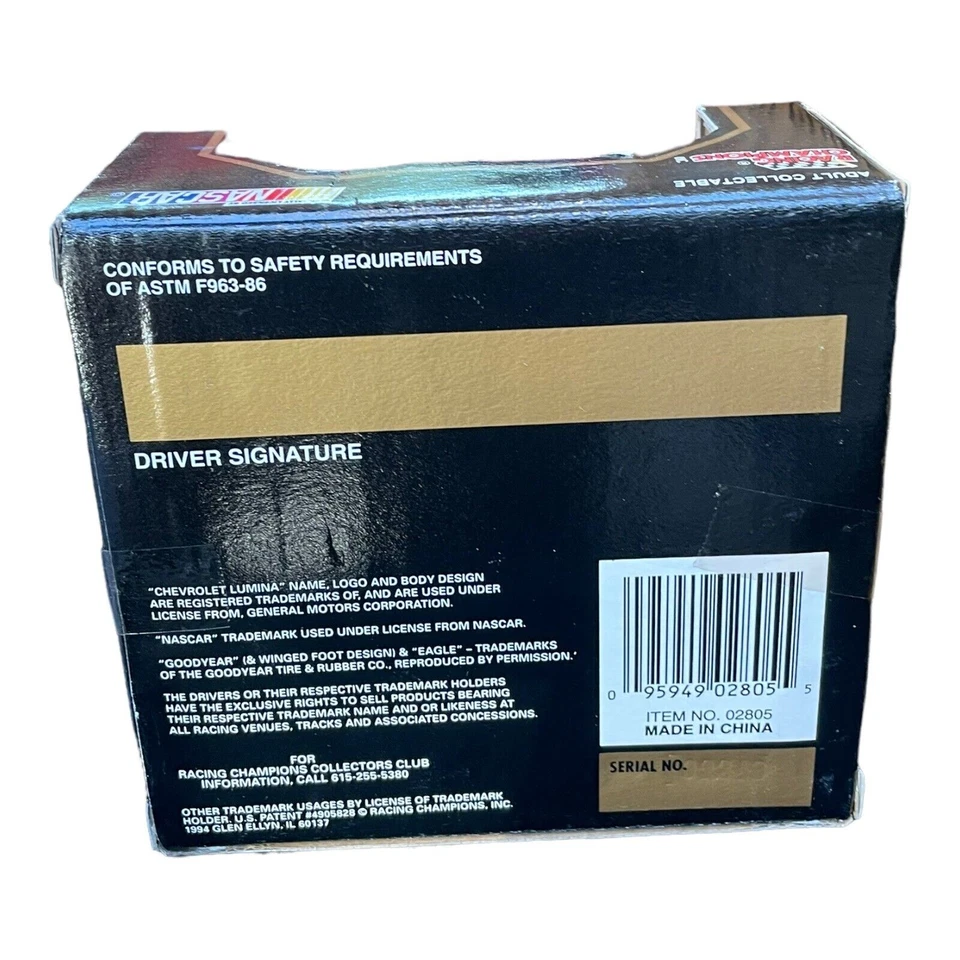 RACING
CHAMPIONS®
ADULT COLLECTABLE
NASCAR
CONFORMS TO SAFETY REQUIREMENTS
OF ASTM F963-86
DRIVER SIGNATURE
"CHEVROLET LUMINA" NAME, LOGO AND BODY DESIGN
ARE REGISTERED TRADEMARKS OF, AND ARE USED UNDER
LICENSE FROM, GENERAL MOTORS CORPORATION.
"NASCAR" TRADEMARK USED UNDER LICENSE FROM NASCAR.
"GOODYEAR" (& WINGED FOOT DESIGN) & "EAGLE" – TRADEMARKS
OF THE GOODYEAR TIRE & RUBBER CO., REPRODUCED BY PERMISSION.'
THE DRIVERS OR THEIR RESPECTIVE TRADEMARK HOLDERS
HAVE THE EXCLUSIVE RIGHTS TO SELL PRODUCTS BEARING
THEIR RESPECTIVE TRADEMARK NAME AND OR LIKENESS AT
ALL RACING VENUES, TRACKS AND ASSOCIATED CONCESSIONS.
FOR
RACING CHAMPIONS COLLECTORS CLUB
INFORMATION, CALL 615-255-5380
OTHER TRADEMARK USAGES BY LICENSE OF TRADEMARK
HOLDER. U.S. PATENT #4905828 © RACING CHAMPIONS, INC.
1994 GLEN ELLYN, IL 60137
0 95949 02805 5
ITEM NO. 02805
MADE IN CHINA
SERIAL NO.